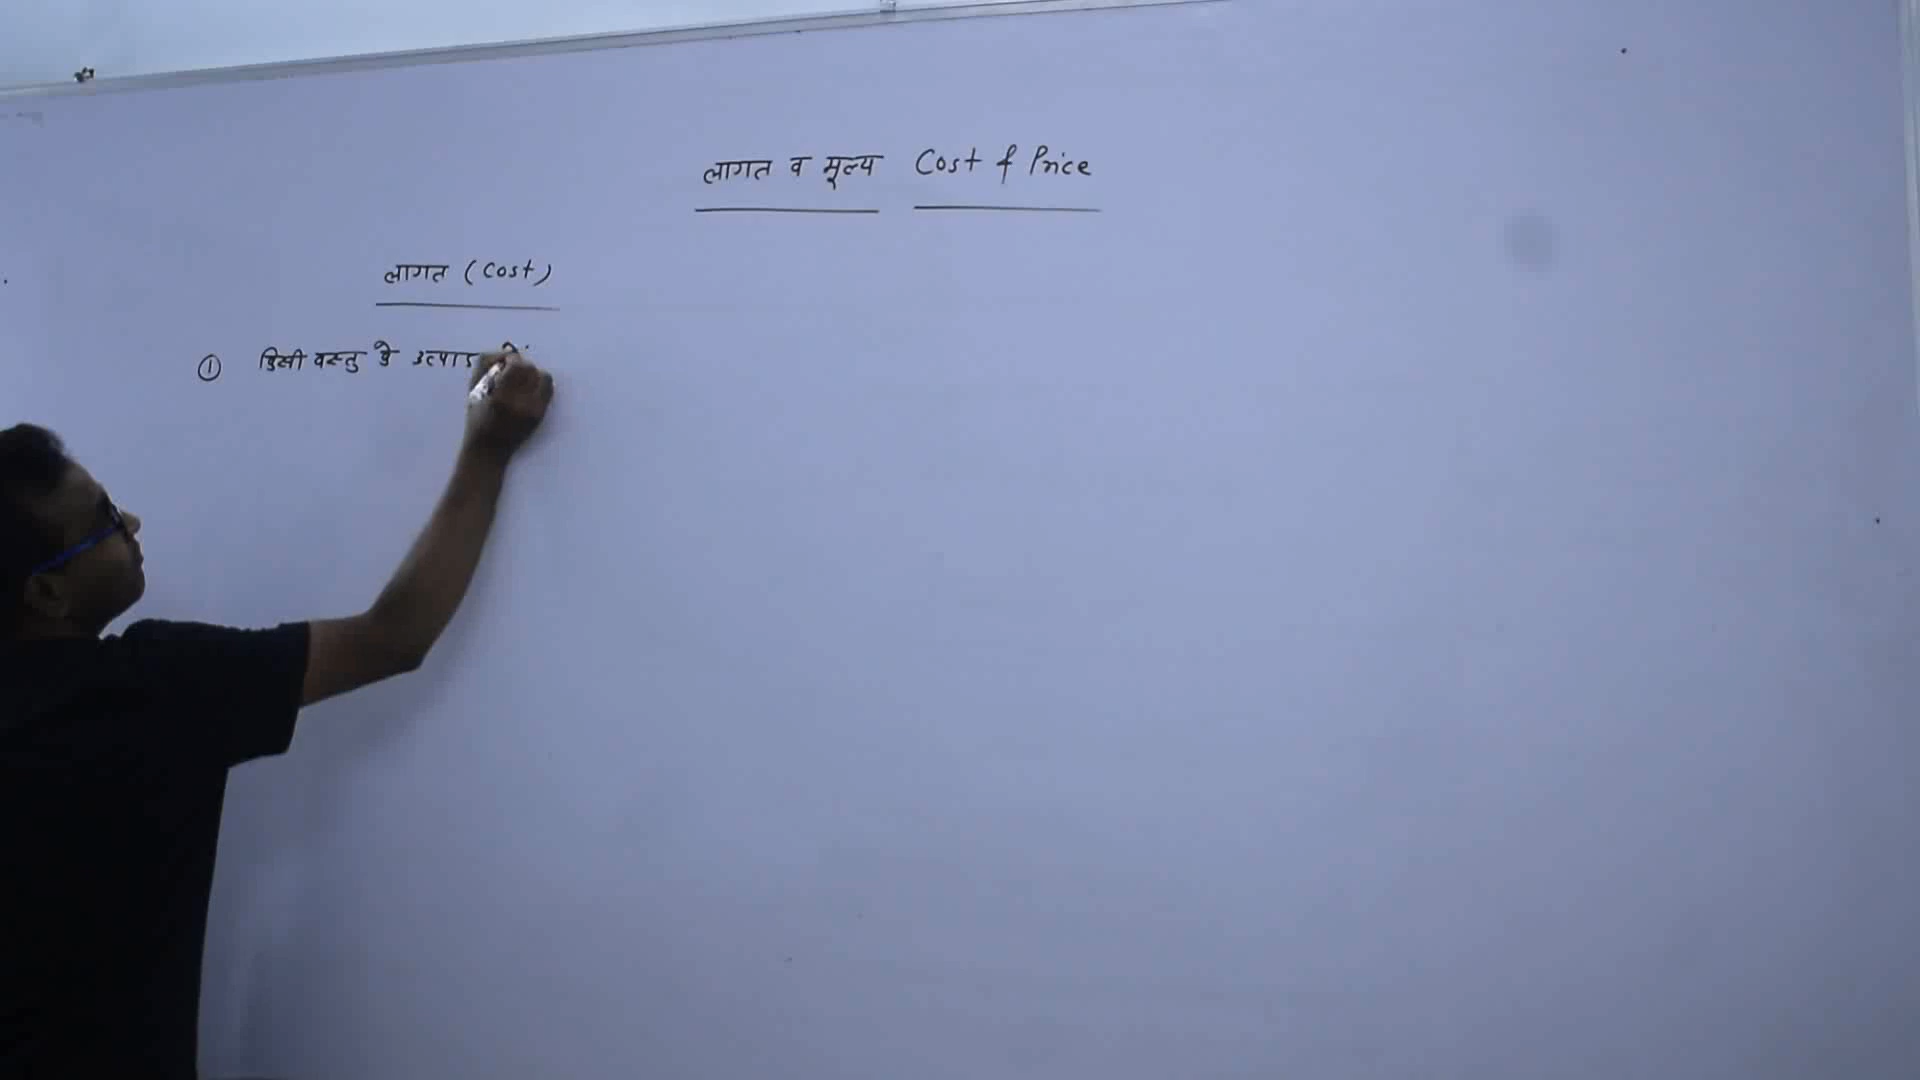 लागत व मूल्य Cost & Price
लागत (Cost)
① किसी वस्तु के